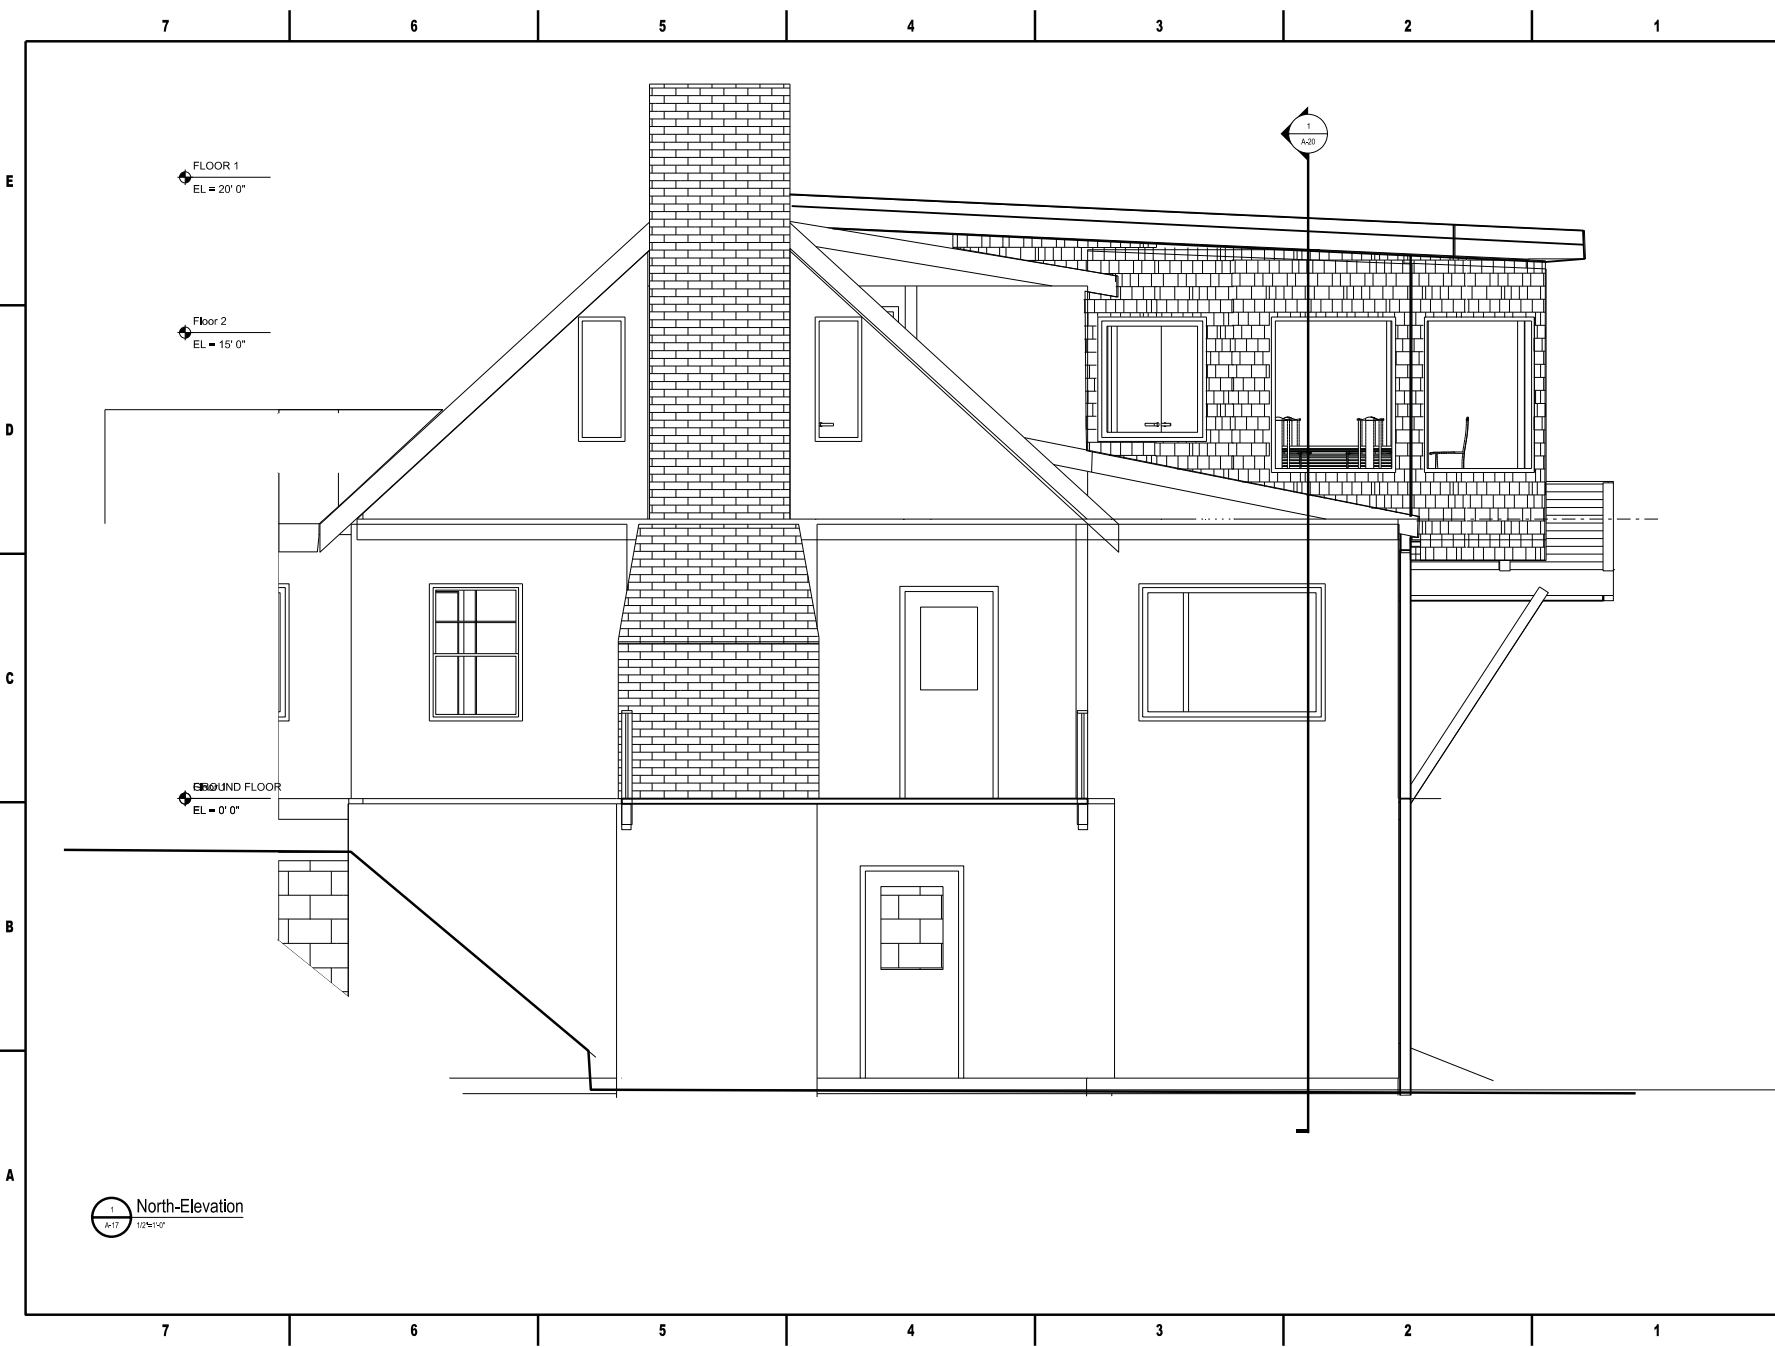 7 6 5 4 3 2 1
E
FLOOR 1
EL = 20' 0"
1
A-20
Floor 2
EL = 15' 0"
D
C
GROUND FLOOR
EL = 0' 0"
B
A
1
A-17
North-Elevation
1/2"=1'-0"
7 6 5 4 3 2 1